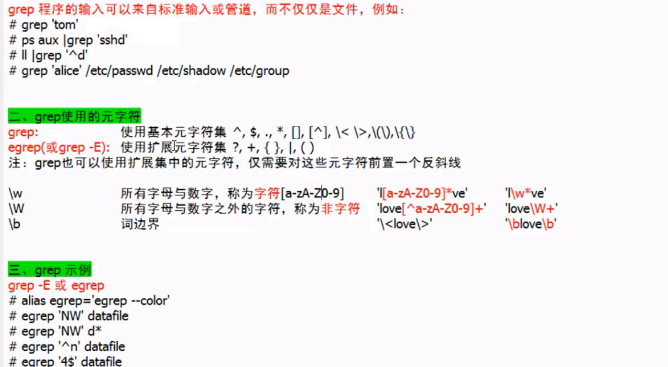 grep 程序的输入可以来自标准输入或管道，而不仅仅是文件，例如：
# grep 'tom'
# ps aux |grep 'sshd'
# ll |grep '^d'
# grep 'alice' /etc/passwd /etc/shadow /etc/group
二、grep使用的元字符
grep: 使用基本元字符集 ^, $, ., *, [], [^], \< \>,\(\),\{\}
egrep(或grep -E): 使用扩展元字符集 ?, +, { }, |, ( )
注：grep也可以使用扩展集中的元字符，仅需要对这些元字符前置一个反斜线
\w 所有字母与数字，称为字符[a-zA-Z0-9] 'l[a-zA-Z0-9]*ve' 'l\w*ve'
\W 所有字母与数字之外的字符，称为非字符 'love[^a-zA-Z0-9]+' 'love\W+'
\b 词边界 '\<love\>' '\blove\b'
三、grep 示例
grep -E 或 egrep
# alias egrep='egrep --color'
# egrep 'NW' datafile
# egrep 'NW' d*
# egrep '^n' datafile
# egrep '4$' datafile